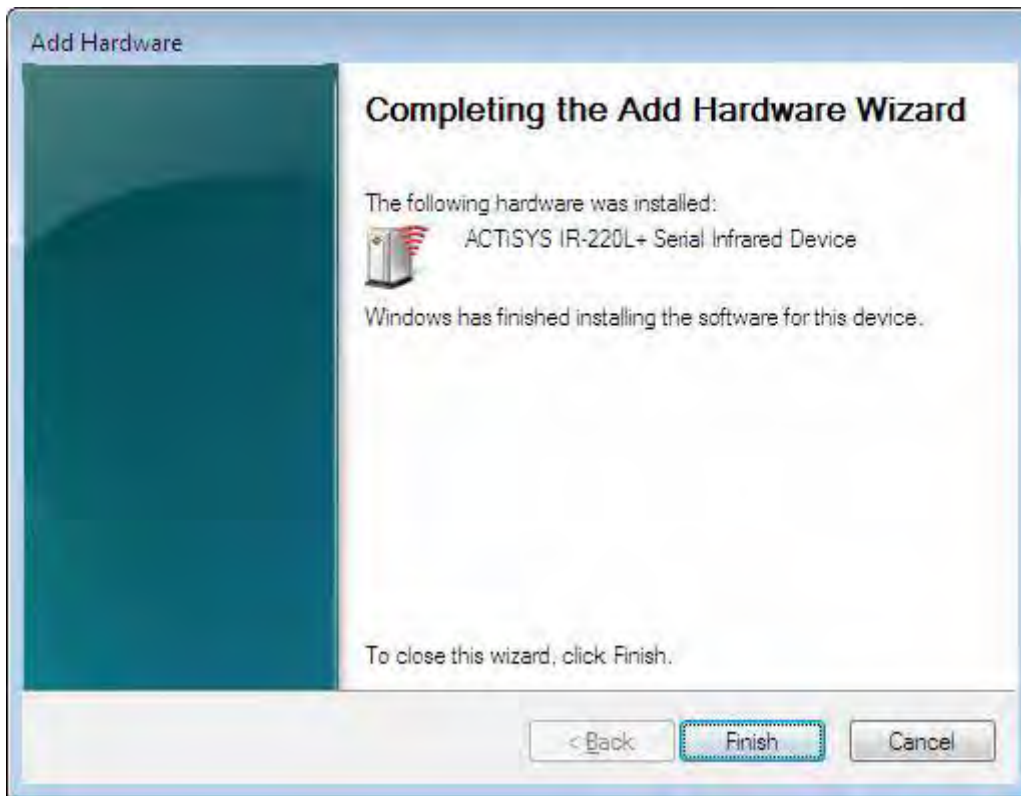 Add Hardware
Completing the Add Hardware Wizard
The following hardware was installed:
ACTiSYS IR-220L+ Serial Infrared Device
Windows has finished installing the software for this device.
To close this wizard, click Finish.
< Back
Finish
Cancel